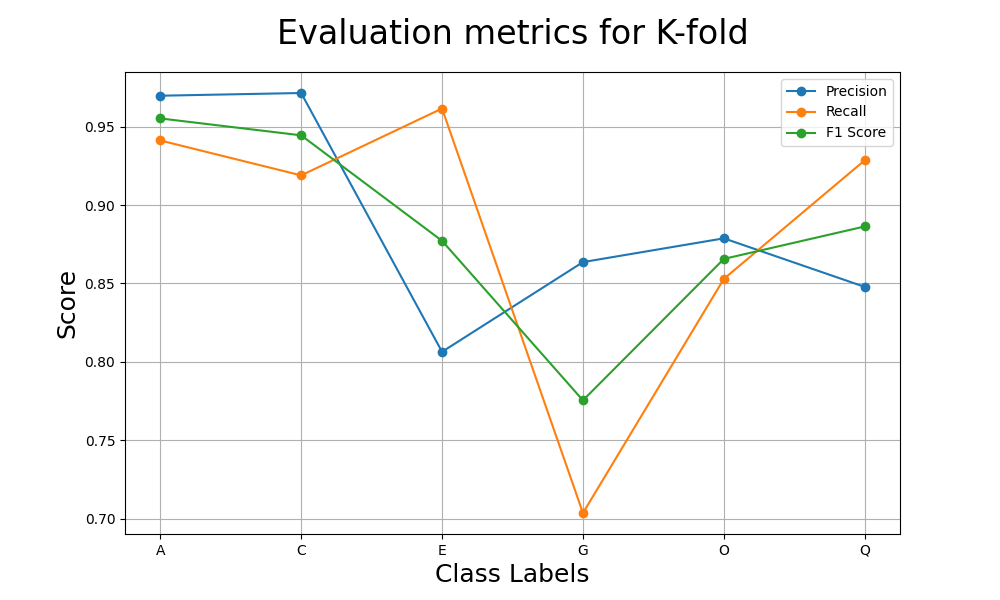 Evaluation metrics for K-fold
Precision
Recall
F1 Score
0.95
0.90
0.85
0.80
0.75
0.70
Score
A C E G O Q
Class Labels